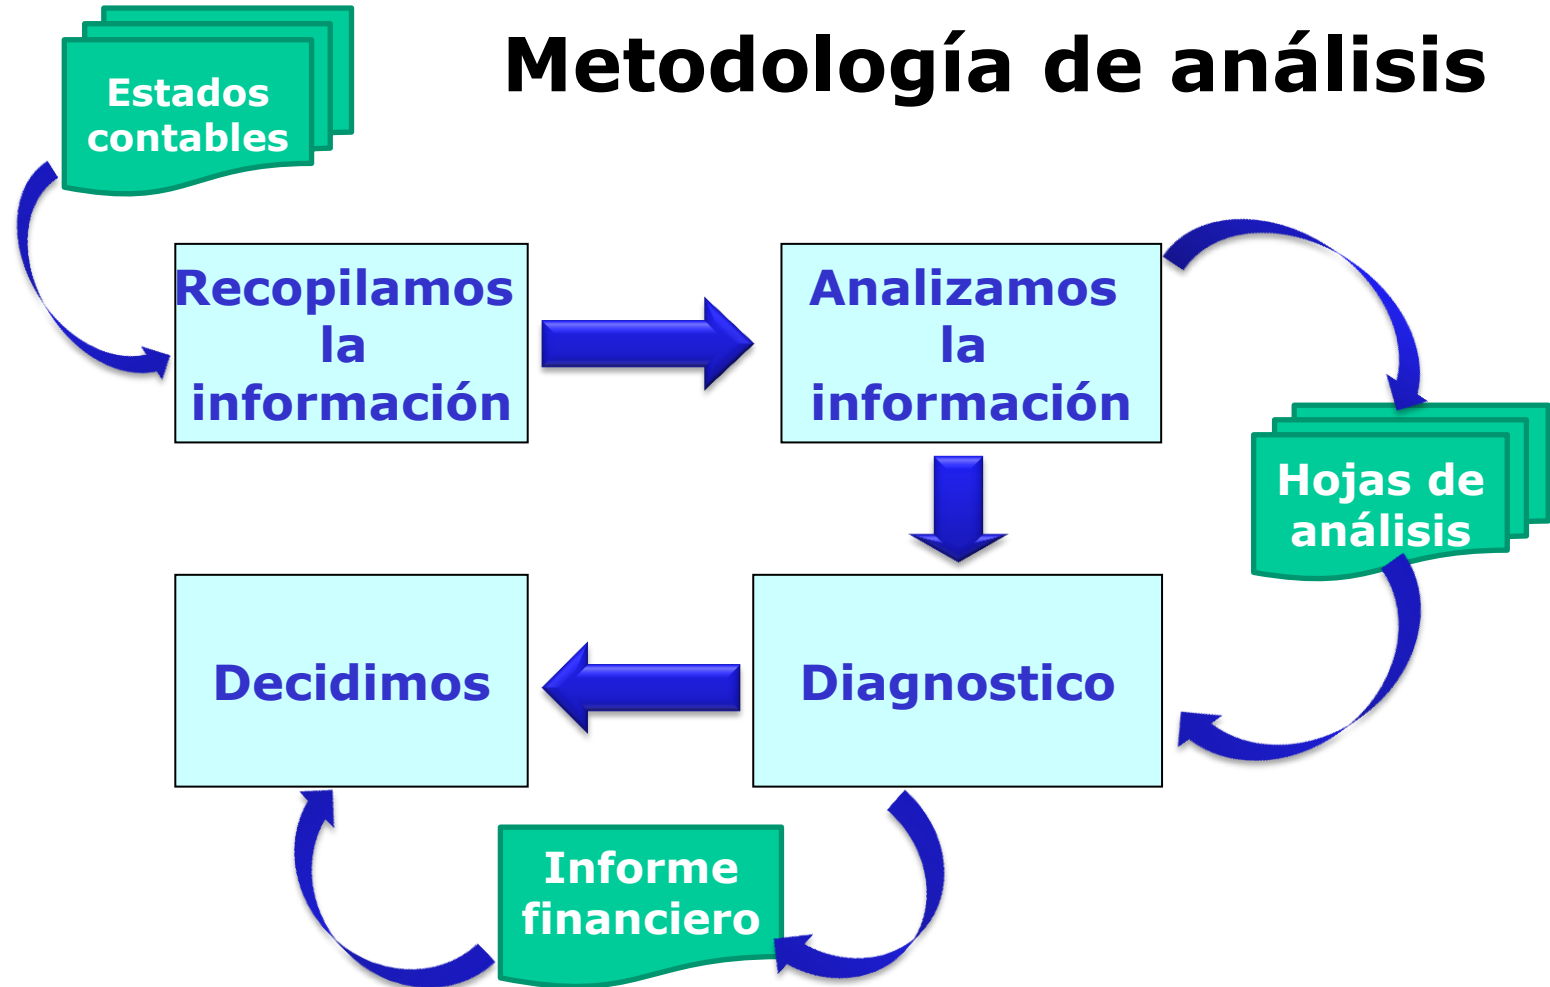 Metodología de análisis
Estados
contables
Recopilamos
la
información
Analizamos
la
información
Hojas de
análisis
Decidimos
Diagnostico
Informe
financiero